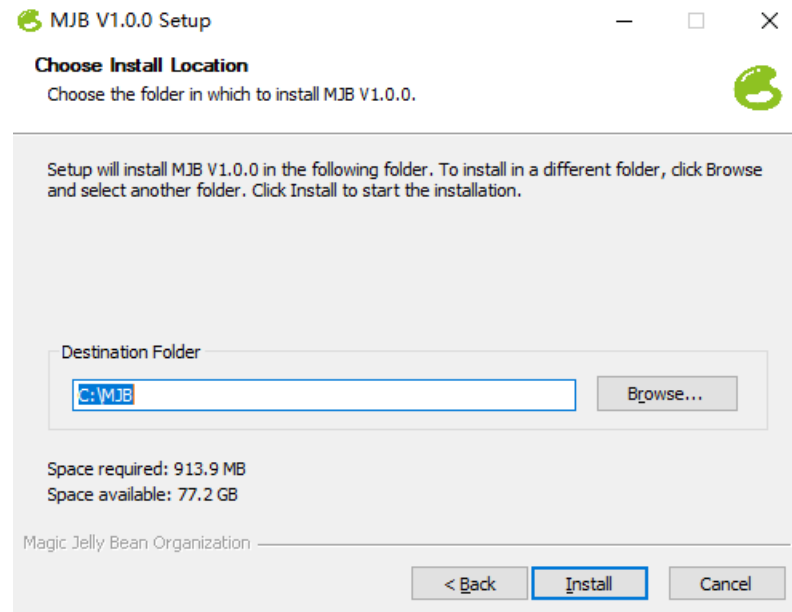 MJB V1.0.0 Setup
Choose Install Location
Choose the folder in which to install MJB V1.0.0.
Setup will install MJB V1.0.0 in the following folder. To install in a different folder, click Browse
and select another folder. Click Install to start the installation.
Destination Folder
C:\MJB
Browse...
Space required: 913.9 MB
Space available: 77.2 GB
Magic Jelly Bean Organization
< Back Install Cancel